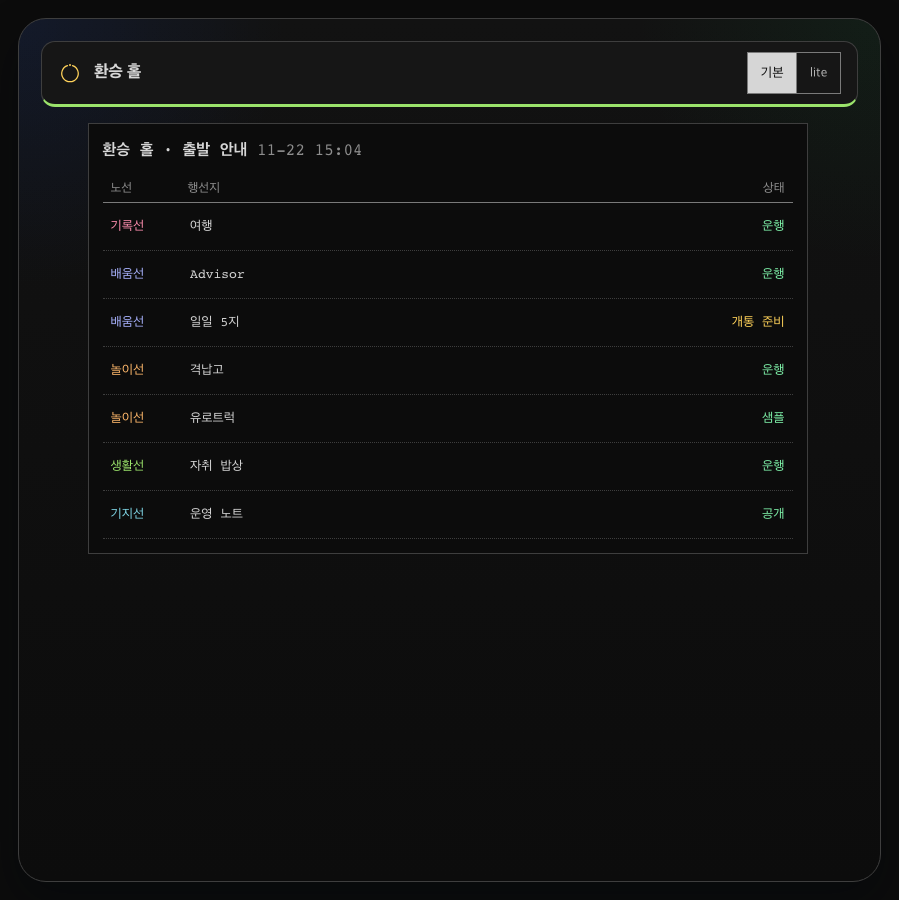 환승 홀 기본 lite
환승 홀 · 출발 안내 11-22 15:04
노선 행선지 상태
기록선 여행 운행
배움선 Advisor 운행
배움선 일일 5지 개통 준비
놀이선 격납고 운행
놀이선 유로트럭 샘플
생활선 자취 밥상 운행
기지선 운영 노트 공개